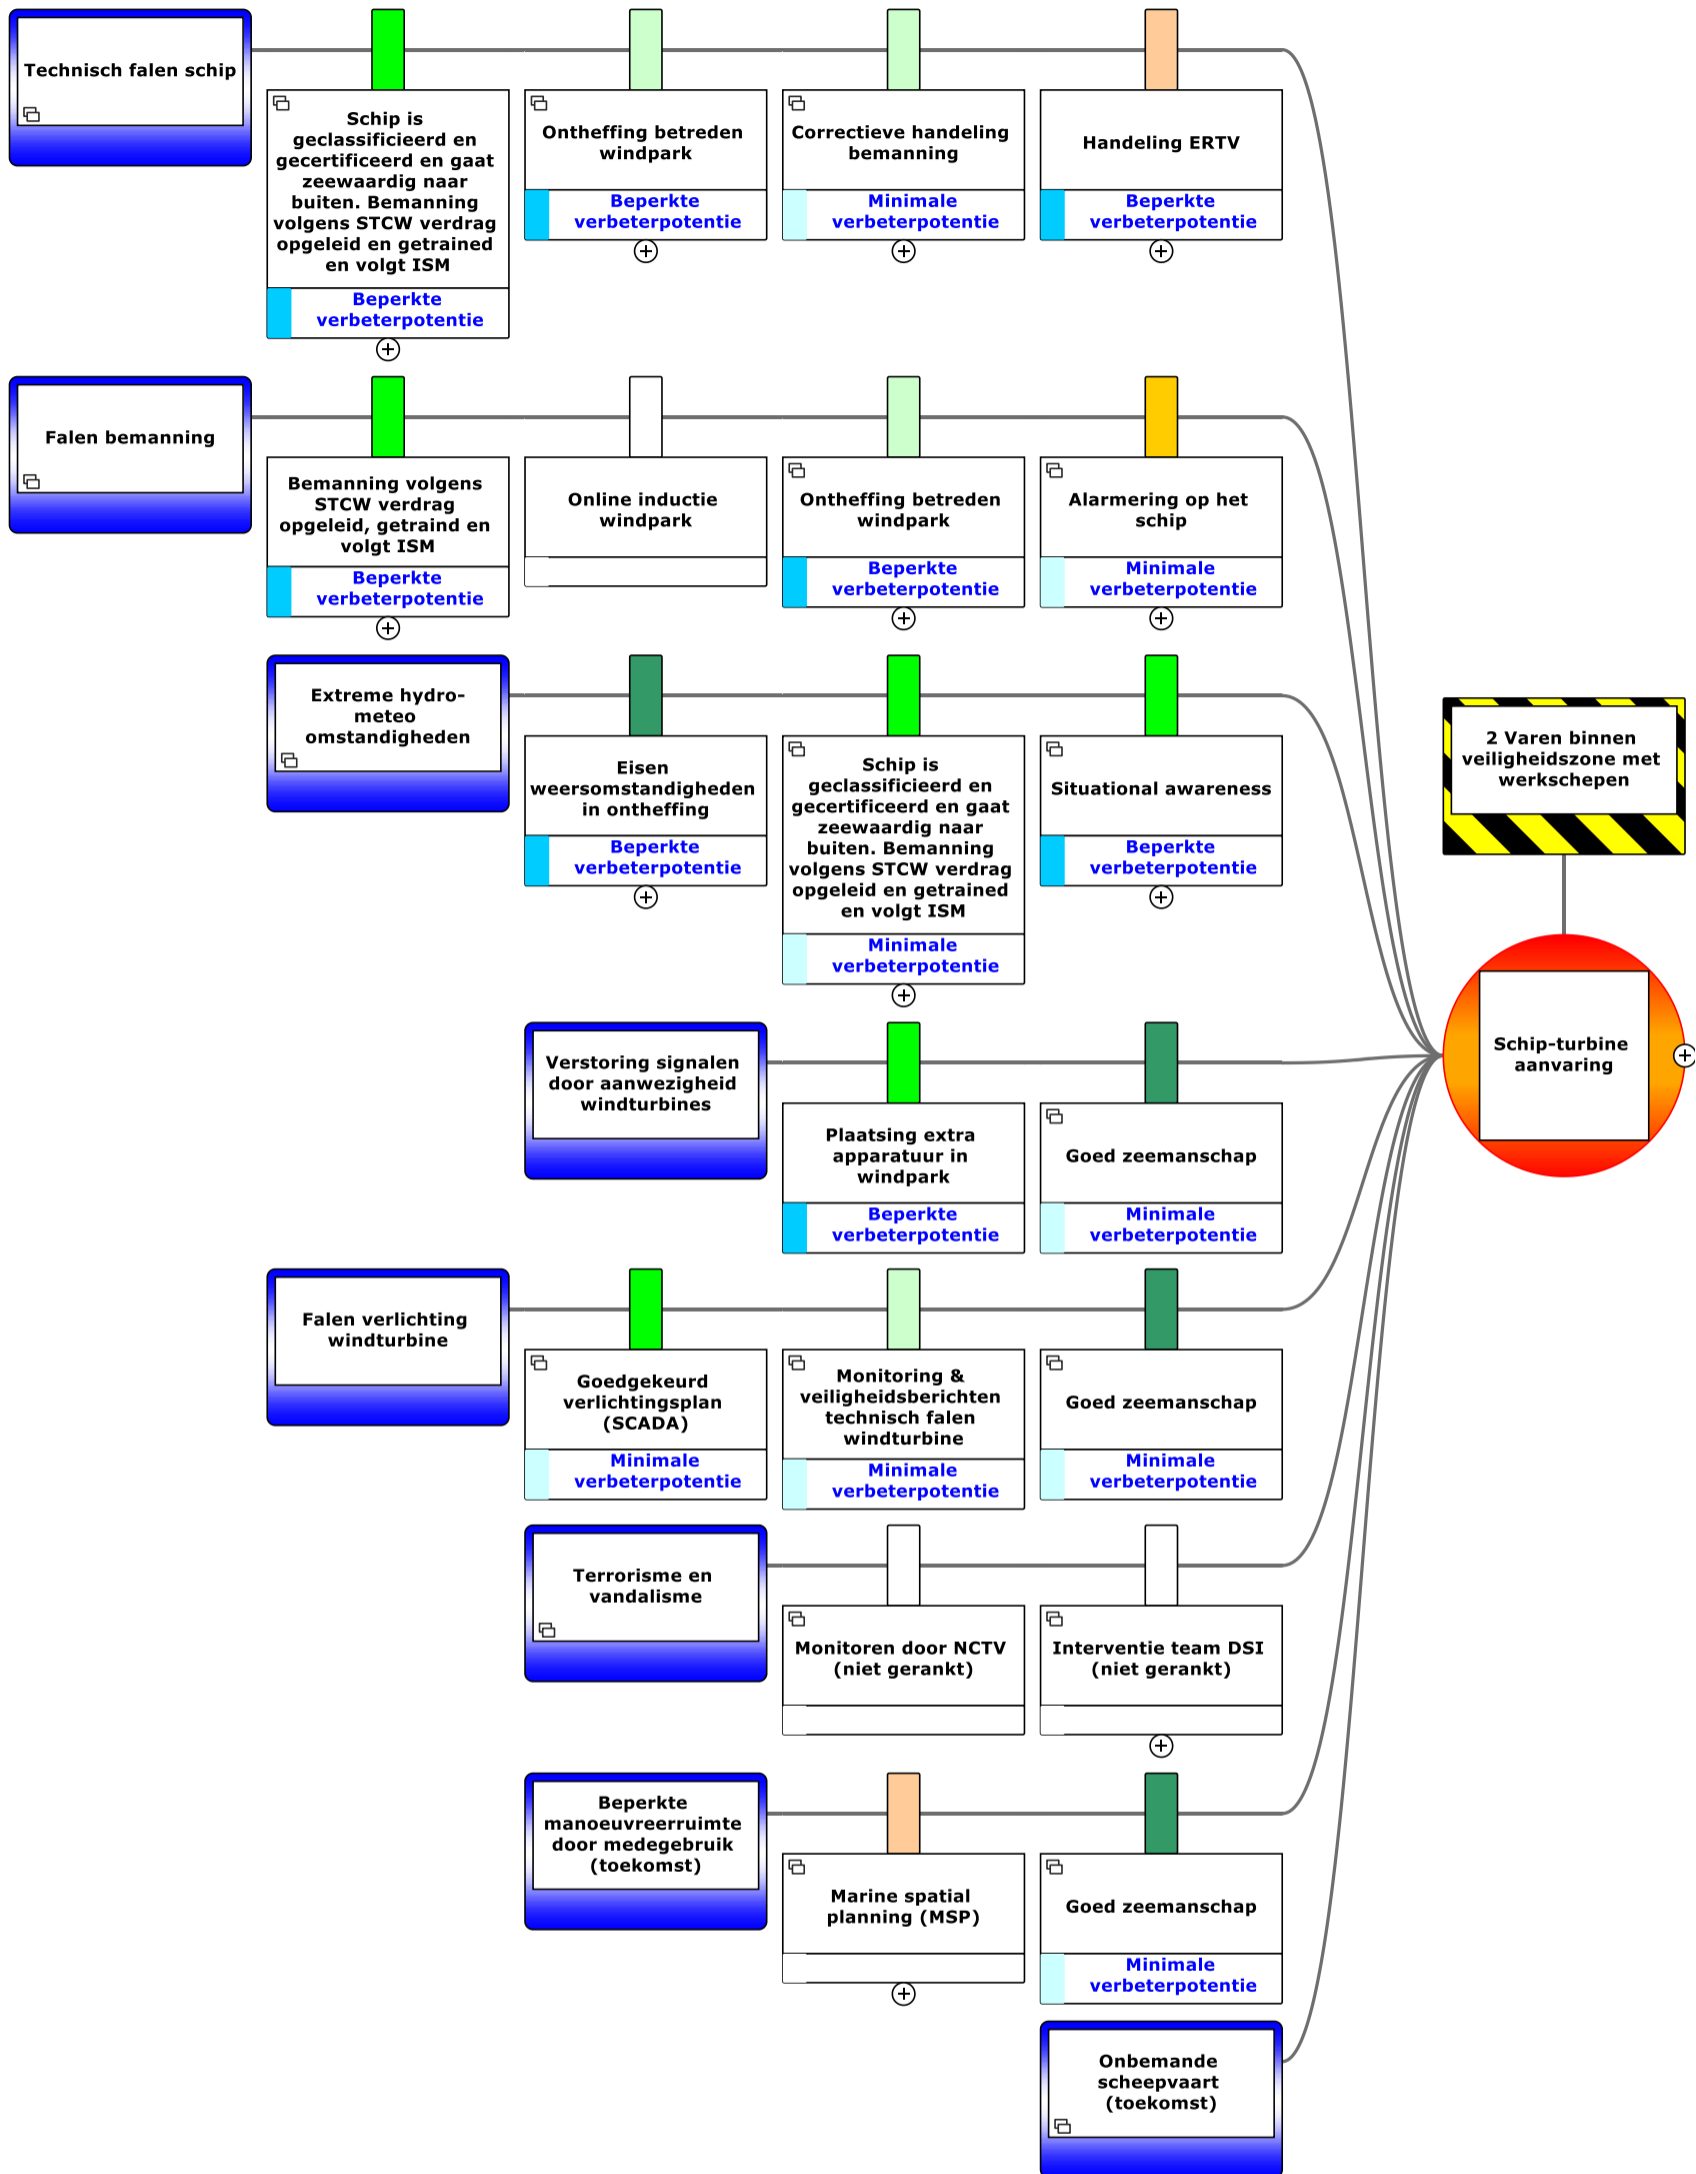 Technisch falen schip
Schip is
geclassificieerd en
gecertificeerd en gaat
zeewaardig naar
buiten. Bemanning
volgens STCW verdrag
opgeleid en getrained
en volgt ISM
Beperkte
verbeterpotentie
Ontheffing betreden
windpark
Beperkte
verbeterpotentie
Correctieve handeling
bemanning
Minimale
verbeterpotentie
Handeling ERTV
Beperkte
verbeterpotentie
Falen bemanning
Bemanning volgens
STCW verdrag
opgeleid, getraind en
volgt ISM
Beperkte
verbeterpotentie
Online inductie
windpark
Ontheffing betreden
windpark
Beperkte
verbeterpotentie
Alarmering op het
schip
Minimale
verbeterpotentie
Extreme hydro-
meteo
omstandigheden
Eisen
weersomstandigheden
in ontheffing
Beperkte
verbeterpotentie
Schip is
geclassificieerd en
gecertificeerd en gaat
zeewaardig naar
buiten. Bemanning
volgens STCW verdrag
opgeleid en getrained
en volgt ISM
Minimale
verbeterpotentie
Situational awareness
Beperkte
verbeterpotentie
2 Varen binnen
veiligheidszone met
werkschepen
Schip-turbine
aanvaring
Verstoring signalen
door aanwezigheid
windturbines
Plaatsing extra
apparatuur in
windpark
Beperkte
verbeterpotentie
Goed zeemanschap
Minimale
verbeterpotentie
Falen verlichting
windturbine
Goedgekeurd
verlichtingsplan
(SCADA)
Minimale
verbeterpotentie
Monitoring &
veiligheidsberichten
technisch falen
windturbine
Minimale
verbeterpotentie
Goed zeemanschap
Minimale
verbeterpotentie
Terrorisme en
vandalisme
Monitoren door NCTV
(niet gerankt)
Interventie team DSI
(niet gerankt)
Beperkte
manoeuvreerruimte
door medegebruik
(toekomst)
Marine spatial
planning (MSP)
Goed zeemanschap
Minimale
verbeterpotentie
Onbemande
scheepvaart
(toekomst)